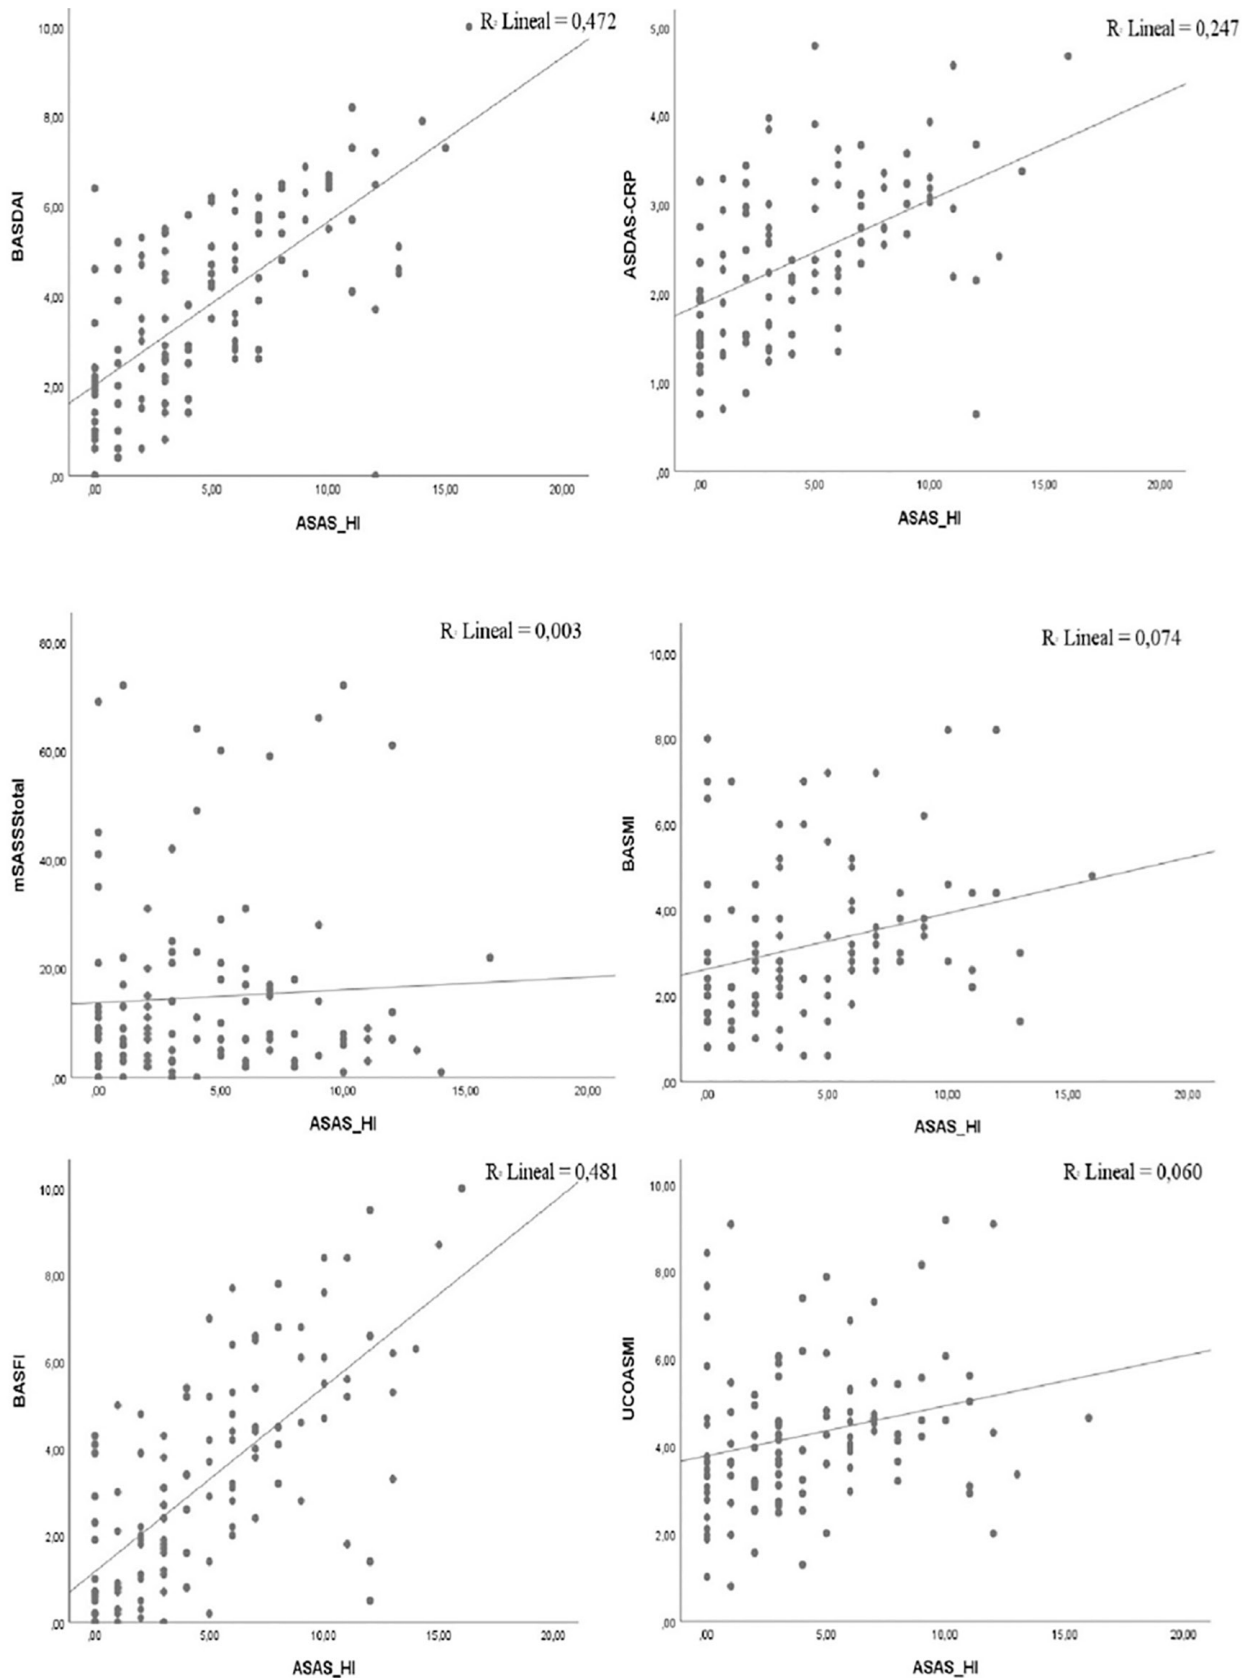 R² Lineal = 0,472
10,00
8,00
6,00
4,00
2,00
,00
BASDAI
,00 5,00 10,00 15,00 20,00
ASAS_HI
R² Lineal = 0,247
5,00
4,00
3,00
2,00
1,00
,00
ASDAS-CRP
,00 5,00 10,00 15,00 20,00
ASAS_HI
R² Lineal = 0,003
80,00
60,00
40,00
20,00
,00
mSASSStotal
,00 5,00 10,00 15,00 20,00
ASAS_HI
R² Lineal = 0,074
10,00
8,00
6,00
4,00
2,00
,00
BASMI
,00 5,00 10,00 15,00 20,00
ASAS_HI
R² Lineal = 0,481
10,00
8,00
6,00
4,00
2,00
,00
BASFI
,00 5,00 10,00 15,00 20,00
ASAS_HI
R² Lineal = 0,060
10,00
8,00
6,00
4,00
2,00
,00
UCOASMI
,00 5,00 10,00 15,00 20,00
ASAS_HI